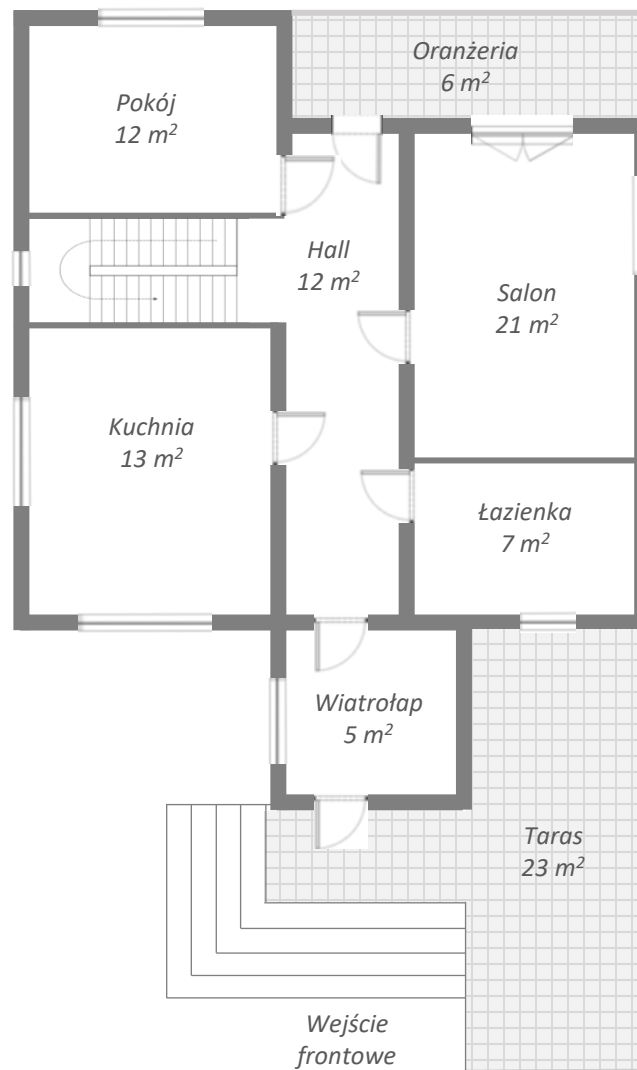 Oranżeria
6 m²
Pokój
12 m²
Hall
12 m²
Salon
21 m²
Kuchnia
13 m²
Łazienka
7 m²
Wiatrołap
5 m²
Taras
23 m²
Wejście
frontowe